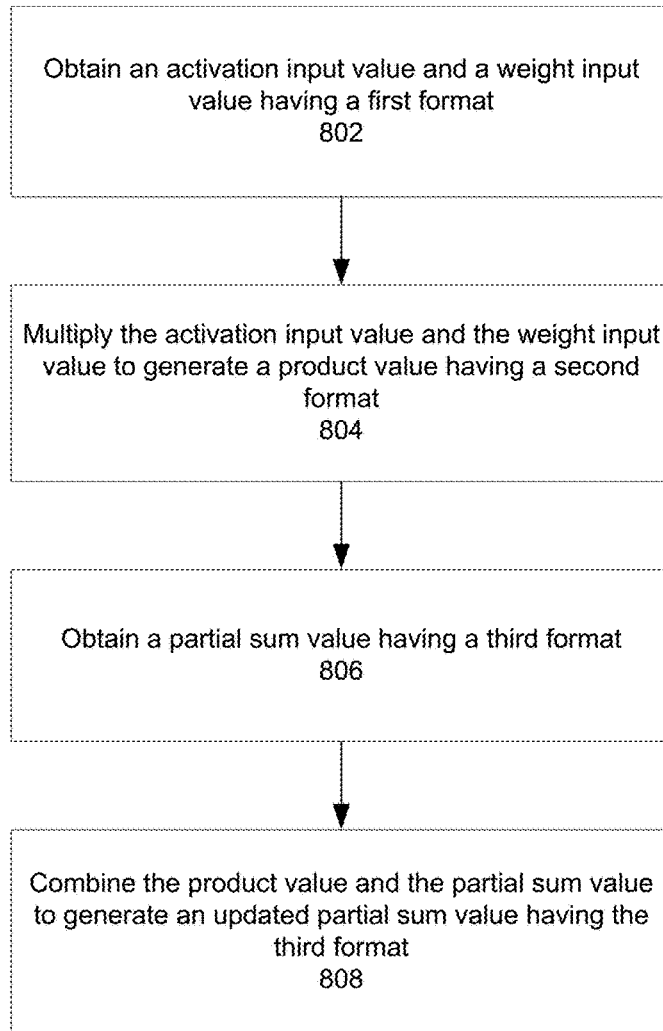 Obtain an activation input value and a weight input
value having a first format
802
Multiply the activation input value and the weight input
value to generate a product value having a second
format
804
Obtain a partial sum value having a third format
806
Combine the product value and the partial sum value
to generate an updated partial sum value having the
third format
808